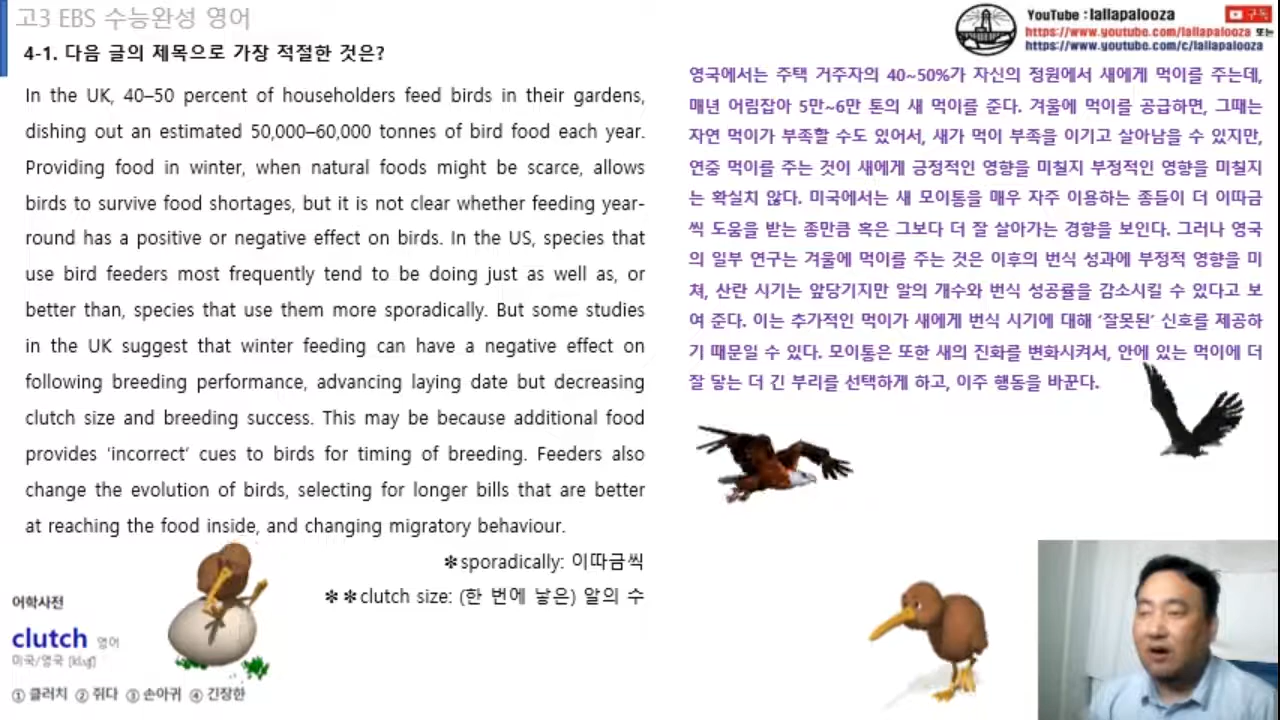 고3 EBS 수능완성 영어
4-1. 다음 글의 제목으로 가장 적절한 것은?
In the UK, 40–50 percent of householders feed birds in their gardens,
dishing out an estimated 50,000–60,000 tonnes of bird food each year.
Providing food in winter, when natural foods might be scarce, allows
birds to survive food shortages, but it is not clear whether feeding year-
round has a positive or negative effect on birds. In the US, species that
use bird feeders most frequently tend to be doing just as well as, or
better than, species that use them more sporadically. But some studies
in the UK suggest that winter feeding can have a negative effect on
following breeding performance, advancing laying date but decreasing
clutch size and breeding success. This may be because additional food
provides ‘incorrect’ cues to birds for timing of breeding. Feeders also
change the evolution of birds, selecting for longer bills that are better
at reaching the food inside, and changing migratory behaviour.
✻sporadically: 이따금씩
✻✻clutch size: (한 번에 낳은) 알의 수
어학사전
clutch 영어
미국/영국 [klʌtʃ]
① 클러치 ② 쥐다 ③ 손아귀 ④ 긴장한
YouTube : lallapalooza
구독
https://www.youtube.com/lallapalooza 또는
https://www.youtube.com/c/lallapalooza
영국에서는 주택 거주자의 40~50%가 자신의 정원에서 새에게 먹이를 주는데,
매년 어림잡아 5만~6만 톤의 새 먹이를 준다. 겨울에 먹이를 공급하면, 그때는
자연 먹이가 부족할 수도 있어서, 새가 먹이 부족을 이기고 살아남을 수 있지만,
연중 먹이를 주는 것이 새에게 긍정적인 영향을 미칠지 부정적인 영향을 미칠지
는 확실치 않다. 미국에서는 새 모이통을 매우 자주 이용하는 종들이 더 이따금
씩 도움을 받는 종만큼 혹은 그보다 더 잘 살아가는 경향을 보인다. 그러나 영국
의 일부 연구는 겨울에 먹이를 주는 것은 이후의 번식 성과에 부정적 영향을 미
쳐, 산란 시기는 앞당기지만 알의 개수와 번식 성공률을 감소시킬 수 있다고 보
여 준다. 이는 추가적인 먹이가 새에게 번식 시기에 대해 ‘잘못된’ 신호를 제공하
기 때문일 수 있다. 모이통은 또한 새의 진화를 변화시켜서, 안에 있는 먹이에 더
잘 닿는 더 긴 부리를 선택하게 하고, 이주 행동을 바꾼다.